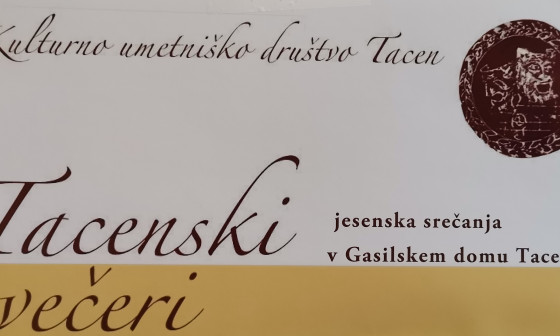 Kulturno umetniško društvo Tacen
Tacenski
večeri
jesenska srečanja
v Gasilskem domu Tace